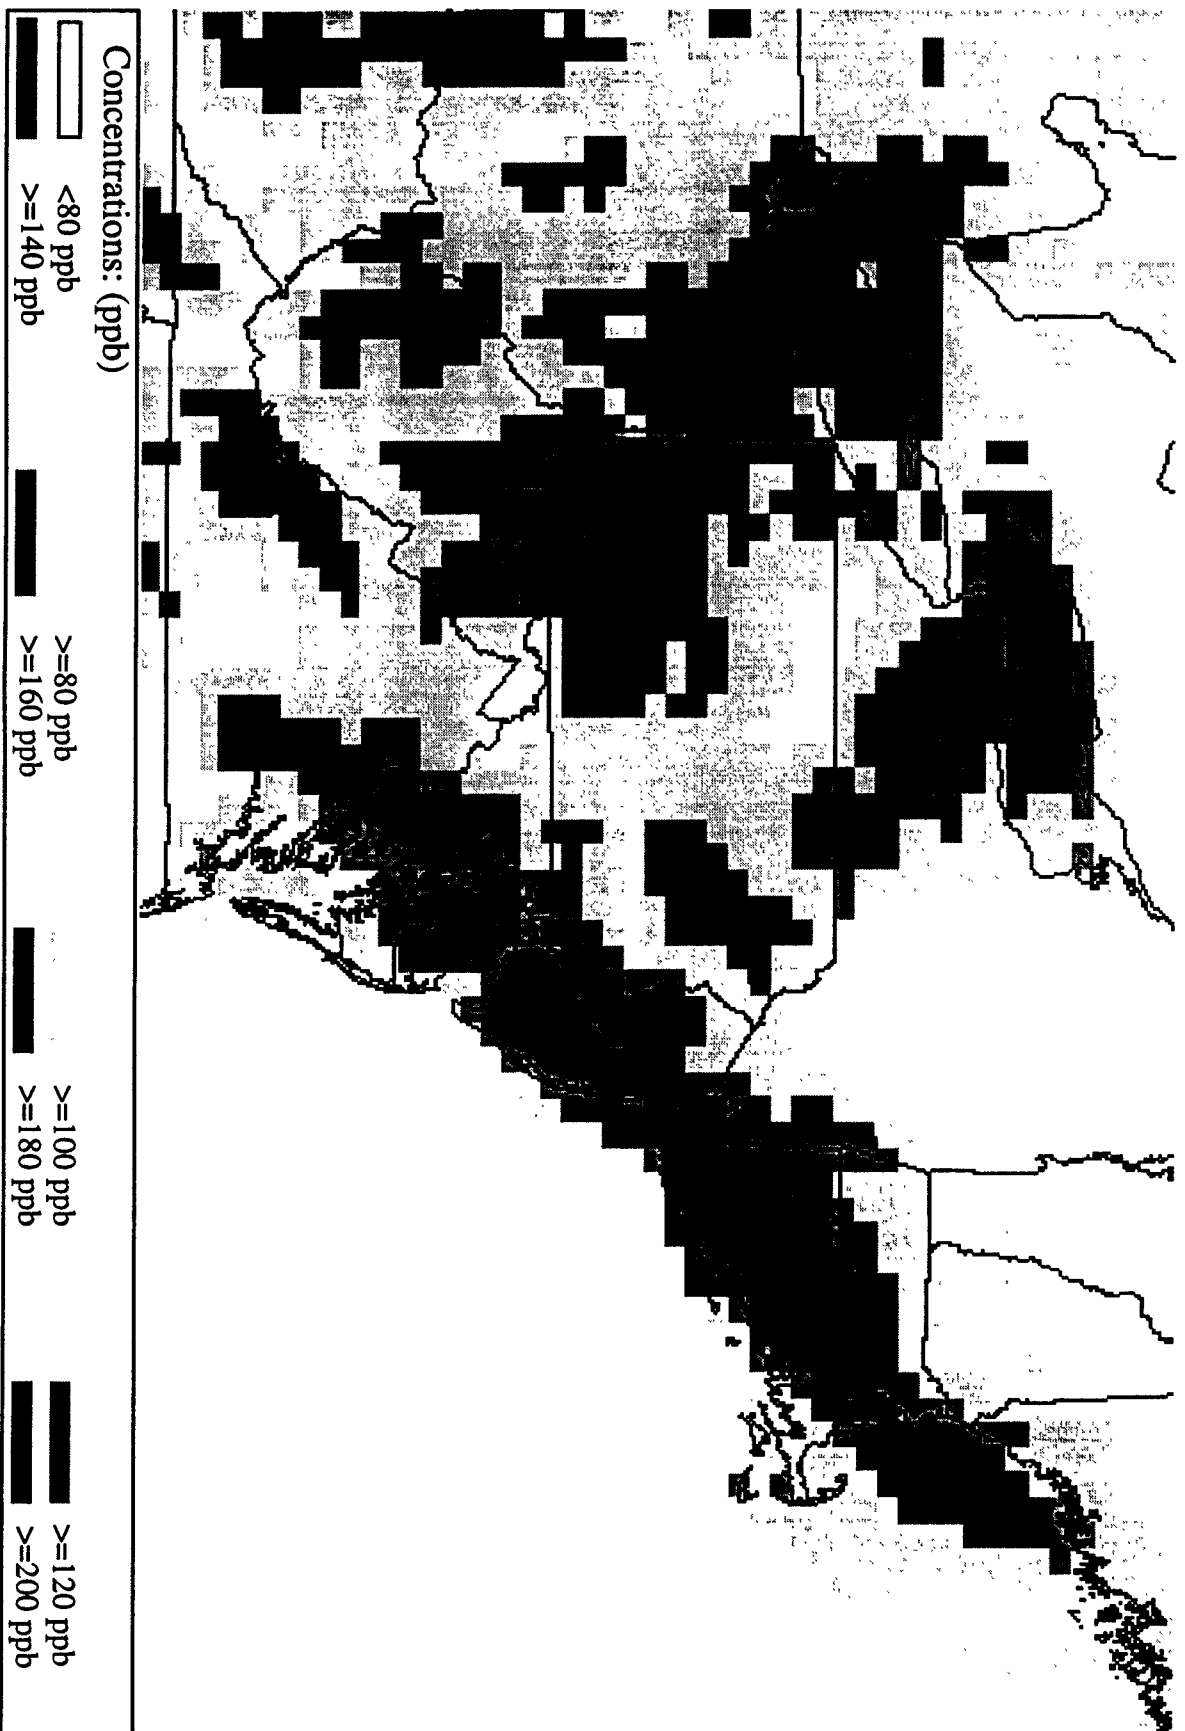 Concentrations: (ppb)
<80 ppb >=80 ppb >=100 ppb >=120 ppb
>=140 ppb >=160 ppb >=180 ppb >=200 ppb